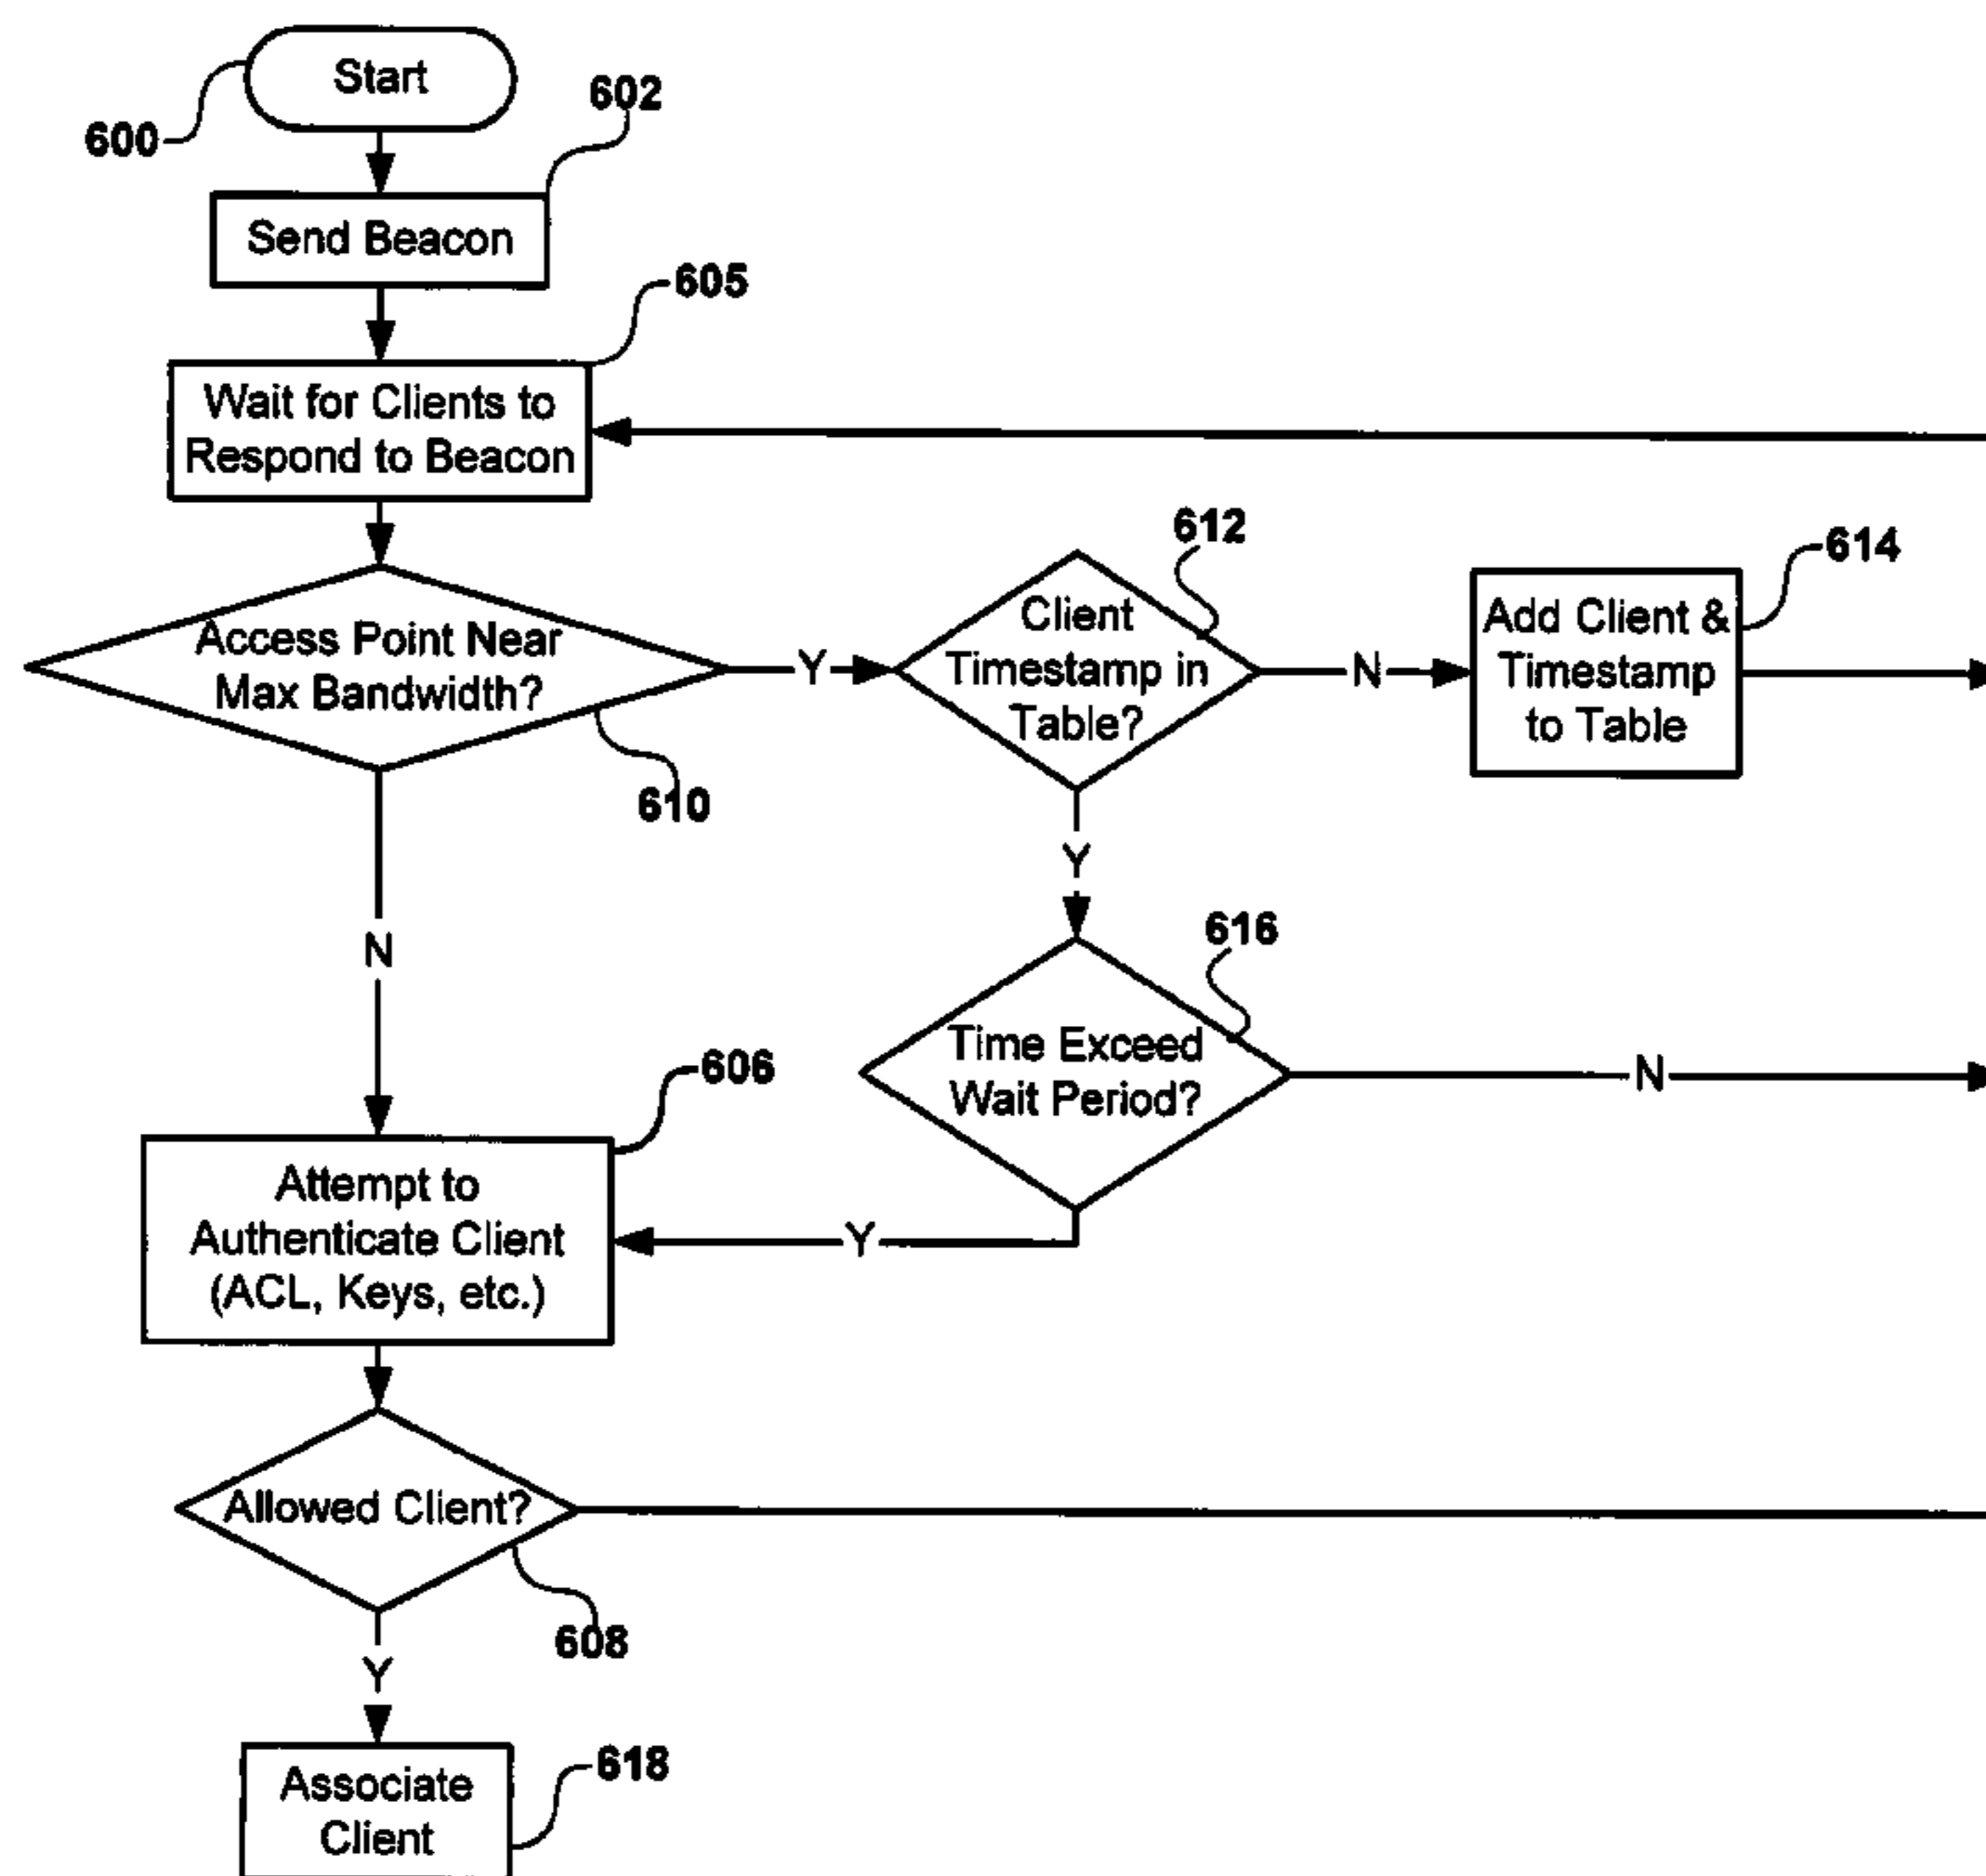 Start
600
602
Send Beacon
605
Wait for Clients to
Respond to Beacon
612
614
Access Point Near
Max Bandwidth?
610
Y
Client
Timestamp in
Table?
N
Add Client &
Timestamp
to Table
Y
N
616
Time Exceed
Wait Period?
N
606
Attempt to
Authenticate Client
(ACL, Keys, etc.)
Y
Allowed Client?
608
Y
618
Associate
Client